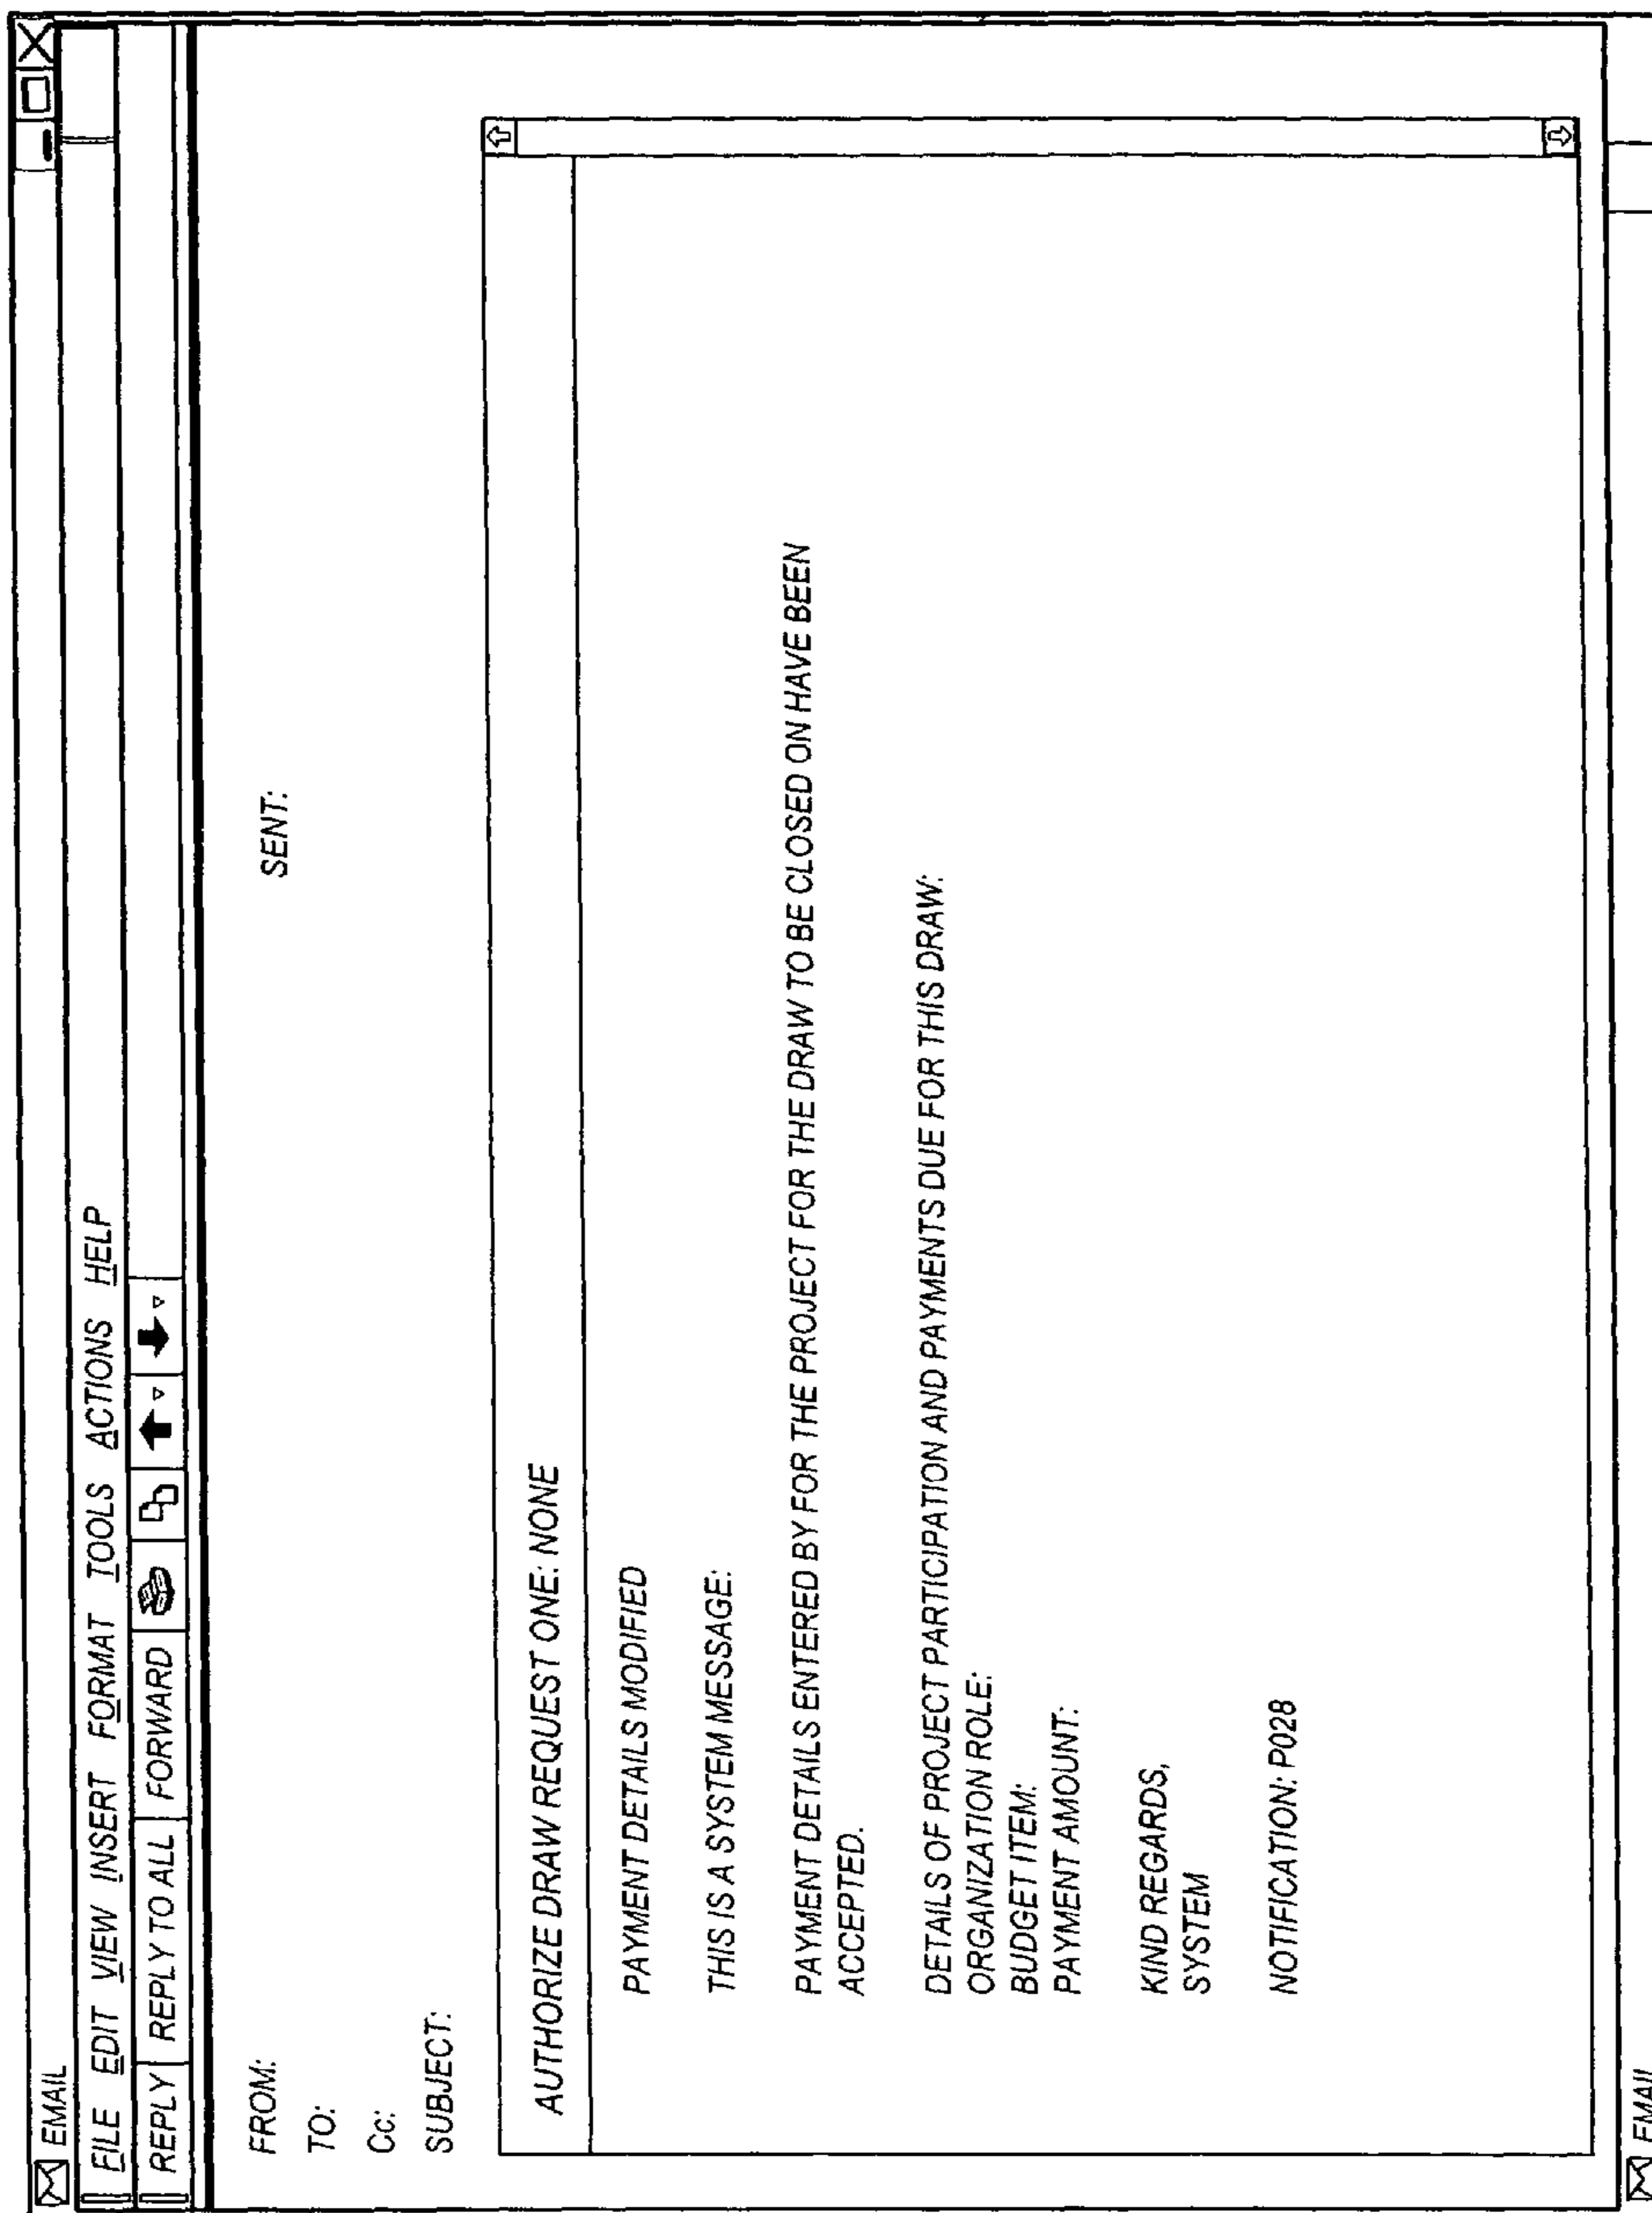 EMAIL
FILE EDIT VIEW INSERT FORMAT TOOLS ACTIONS HELP
REPLY REPLY TO ALL FORWARD
FROM: SENT:
TO:
Cc:
SUBJECT:
AUTHORIZE DRAW REQUEST ONE: NONE
PAYMENT DETAILS MODIFIED
THIS IS A SYSTEM MESSAGE:
PAYMENT DETAILS ENTERED BY FOR THE PROJECT FOR THE DRAW TO BE CLOSED ON HAVE BEEN
ACCEPTED.
DETAILS OF PROJECT PARTICIPATION AND PAYMENTS DUE FOR THIS DRAW:
ORGANIZATION ROLE:
BUDGET ITEM:
PAYMENT AMOUNT:
KIND REGARDS,
SYSTEM
NOTIFICATION: P028
EMAIL